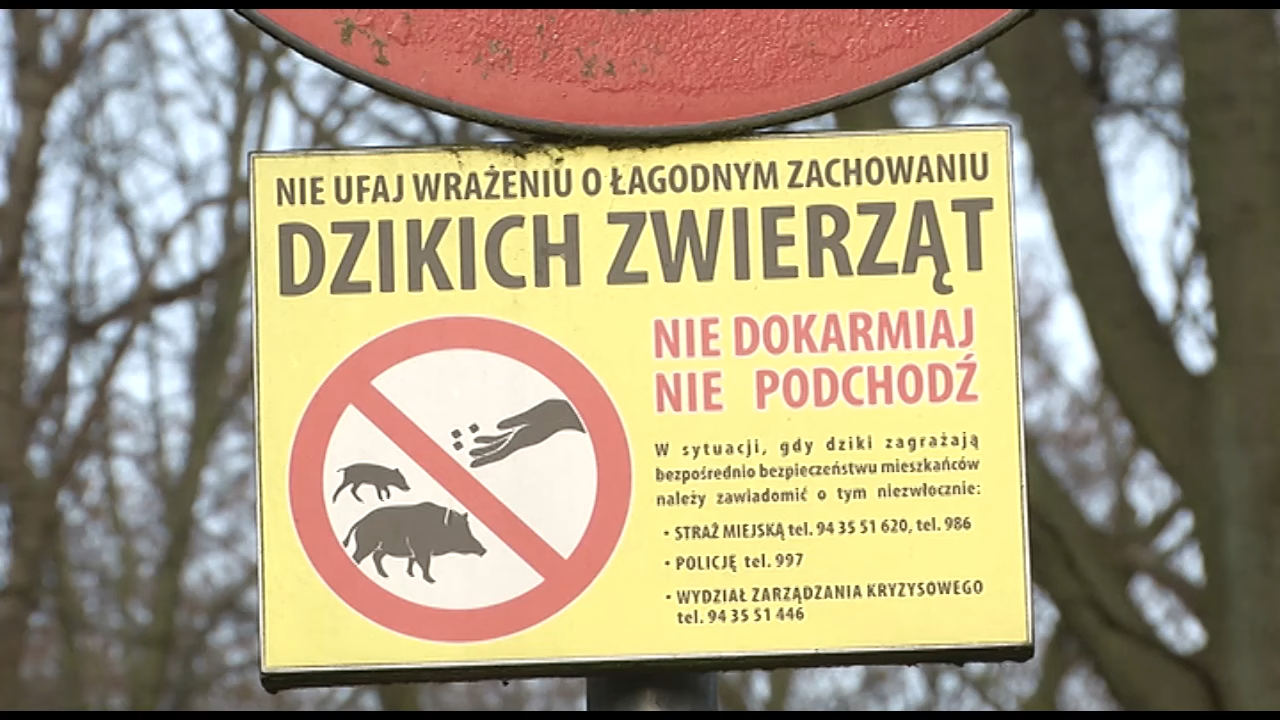 NIE UFAJ WRAŻENIU O ŁAGODNYM ZACHOWANIU
DZIKICH ZWIERZĄT
NIE DOKARMIAJ
NIE PODCHODŹ
W sytuacji, gdy dziki zagrażają
bezpośrednio bezpieczeństwu mieszkańców
należy zawiadomić o tym niezwłocznie:
• STRAŻ MIEJSKĄ tel. 94 35 51 620, tel. 986
• POLICJĘ tel. 997
• WYDZIAŁ ZARZĄDZANIA KRYZYSOWEGO
tel. 94 35 51 446